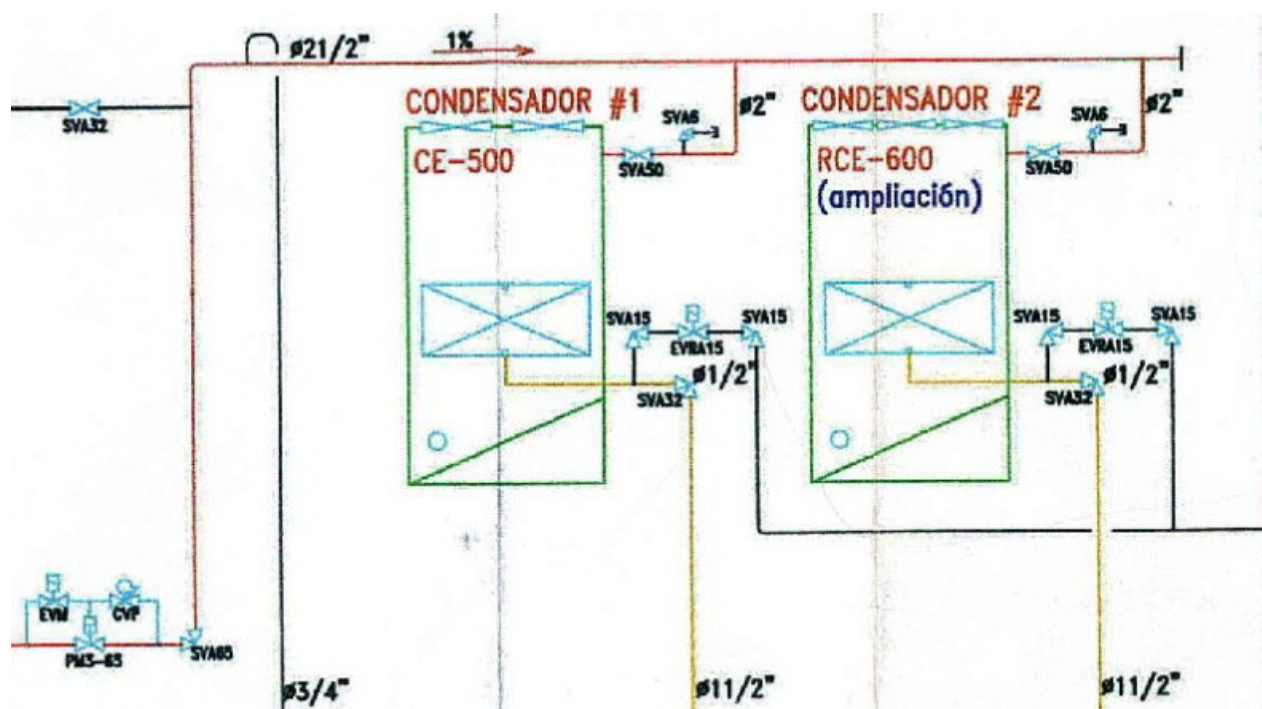 ø21/2"
1%
SVA32
CONDENSADOR #1
CE-500
SVA6
ø2"
SVA50
CONDENSADOR #2
RCE-600
(ampliación)
SVA6
ø2"
SVA50
SVA15
EVRA15
SVA15
ø1/2"
SVA32
SVA15
EVRA15
SVA15
ø1/2"
SVA32
EVM
CVP
PM3-65
SVA65
ø3/4"
ø11/2"
ø11/2"